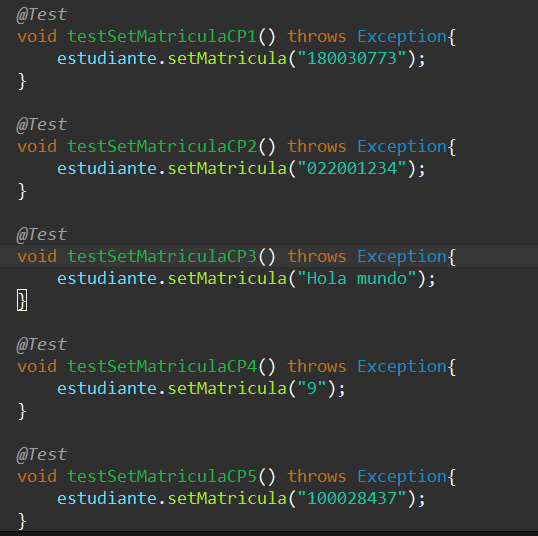 @Test
void testSetMatriculaCP1() throws Exception{
    estudiante.setMatricula("180030773");
}
@Test
void testSetMatriculaCP2() throws Exception{
    estudiante.setMatricula("022001234");
}
@Test
void testSetMatriculaCP3() throws Exception{
    estudiante.setMatricula("Hola mundo");
}
@Test
void testSetMatriculaCP4() throws Exception{
    estudiante.setMatricula("9");
}
@Test
void testSetMatriculaCP5() throws Exception{
    estudiante.setMatricula("100028437");
}